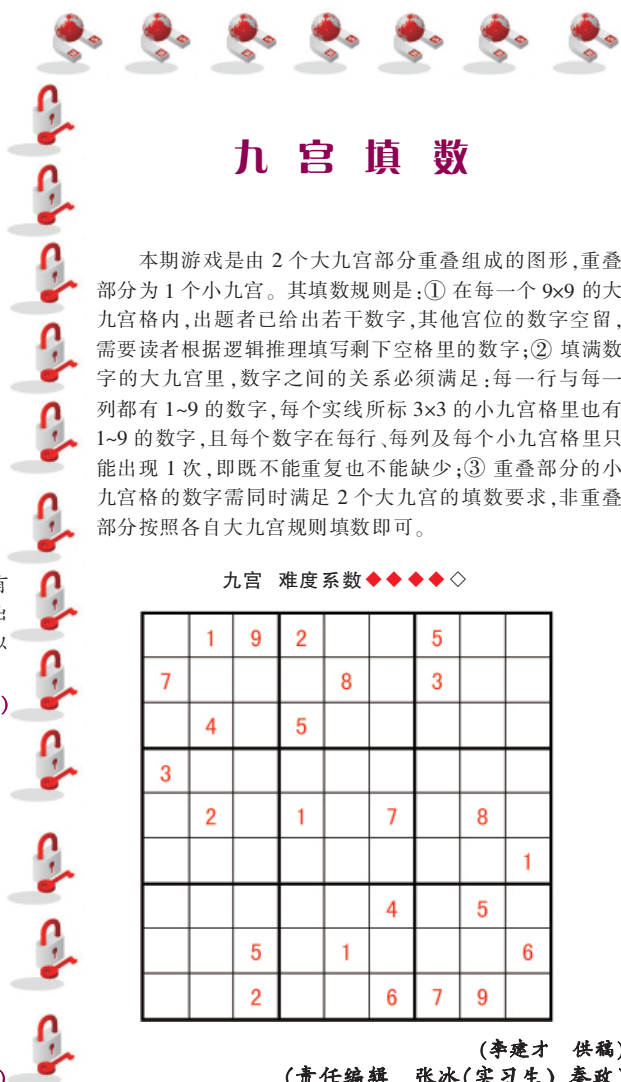 九宫填数
本期游戏是由 2 个大九宫部分重叠组成的图形,重叠
部分为 1 个小九宫。其填数规则是:① 在每一个 9×9 的大
九宫格内,出题者已给出若干数字,其他宫位的数字空留,
需要读者根据逻辑推理填写剩下空格里的数字;② 填满数
字的大九宫里,数字之间的关系必须满足:每一行与每一
列都有 1~9 的数字,每个实线所标 3×3 的小九宫格里也有
1~9 的数字,且每个数字在每行、每列及每个小九宫格里只
能出现 1 次,即既不能重复也不能缺少;③ 重叠部分的小
九宫格的数字需同时满足 2 个大九宫的填数要求,非重叠
部分按照各自大九宫规则填数即可。
九宫 难度系数◆◆◆◆◇
1 9 2 5
7 8 3
4 5
3
2 1 7 8
1
4 5
5 1 6
2 6 7 9
(李建才 供稿)
(责任编辑 张冰(实习生) 秦政)